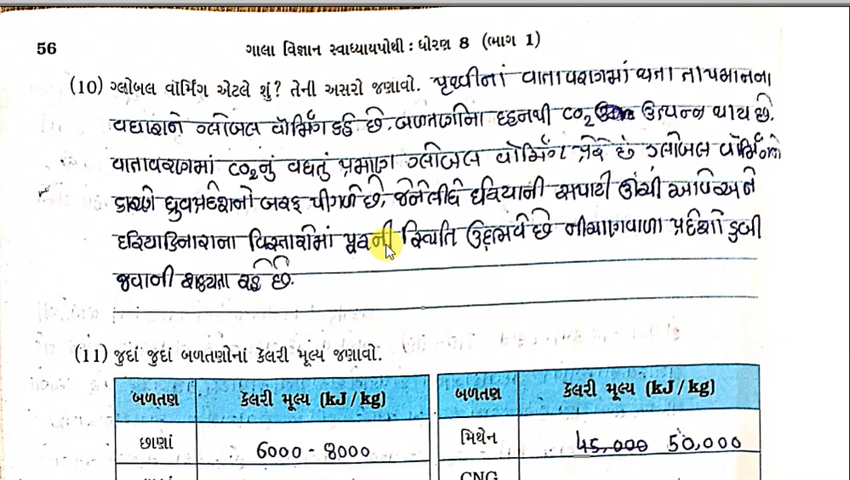 56
ગાલા વિજ્ઞાન સ્વાધ્યાયપોથી : ધોરણ 8 (ભાગ 1)
(10) ગ્લોબલ વૉર્મિંગ એટલે શું? તેની અસરો જણાવો. પૃથ્વીનાં વાતાવરણમાં થતા તાપમાનના
વધારાને ગ્લોબલ વૉર્મિંગ કહે છે. બળતણના દહનથી CO2 ઉત્પન્ન થાય છે.
વાતાવરણમાં CO2નું વધતું પ્રમાણ ગ્લોબલ વૉર્મિંગ પ્રેરે છે ગ્લોબલ વૉર્મિંગને
કારણે ધ્રુવપ્રદેશનો બરફ પીગળે છે, જેને લીધે દરિયાની સપાટી ઊંચી આવે અને
દરિયાકિનારાના વિસ્તારોમાં પૂરની સ્થિતિ ઉદ્ભવે છે નીચાણવાળા પ્રદેશો ડુબી
જવાની શક્યતા રહે છે.
(11) જુદાં જુદાં બળતણોનાં કૅલરી મૂલ્ય જણાવો.
બળતણ કૅલરી મૂલ્ય (kJ/kg) બળતણ કૅલરી મૂલ્ય (kJ/kg)
છાણાં 6000 - 8000 મિથેન 45,000 50,000
CNG